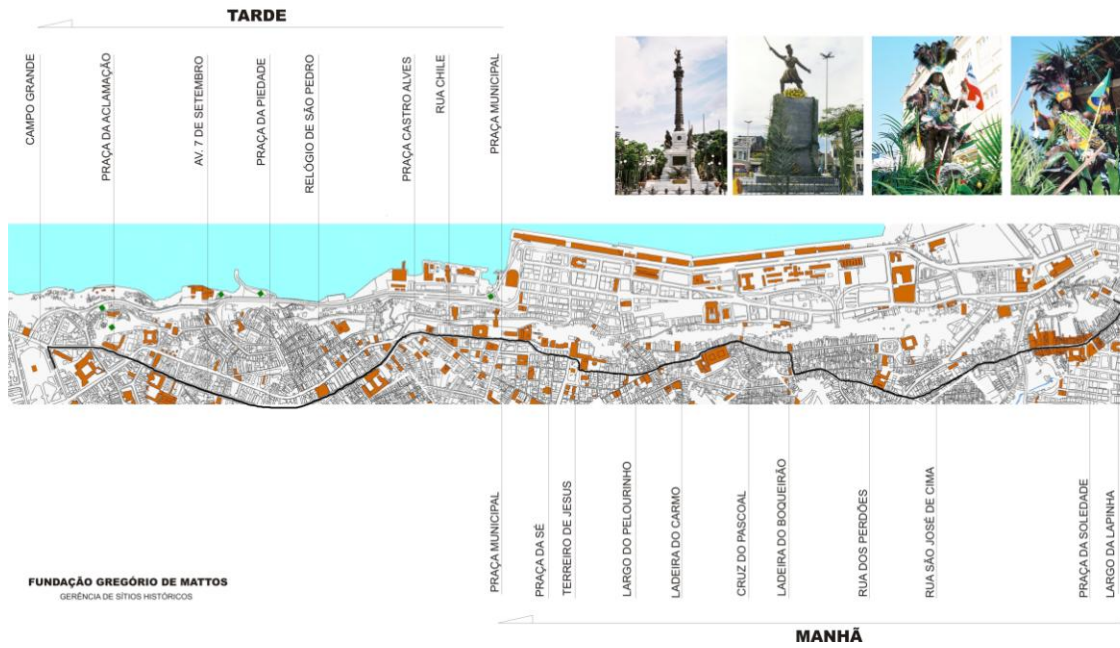 TARDE
CAMPO GRANDE
PRAÇA DA ACLAMAÇÃO
AV. 7 DE SETEMBRO
PRAÇA DA PIEDADE
RELÓGIO DE SÃO PEDRO
PRAÇA CASTRO ALVES
RUA CHILE
PRAÇA MUNICIPAL
PRAÇA MUNICIPAL
PRAÇA DA SÉ
TERREIRO DE JESUS
LARGO DO PELOURINHO
LADEIRA DO CARMO
CRUZ DO PASCOAL
LADEIRA DO BOQUEIRÃO
RUA DOS PERDÕES
RUA SÃO JOSÉ DE CIMA
PRAÇA DA SOLEDADE
LARGO DA LAPINHA
FUNDAÇÃO GREGÓRIO DE MATTOS
GERÊNCIA DE SÍTIOS HISTÓRICOS
MANHÃ